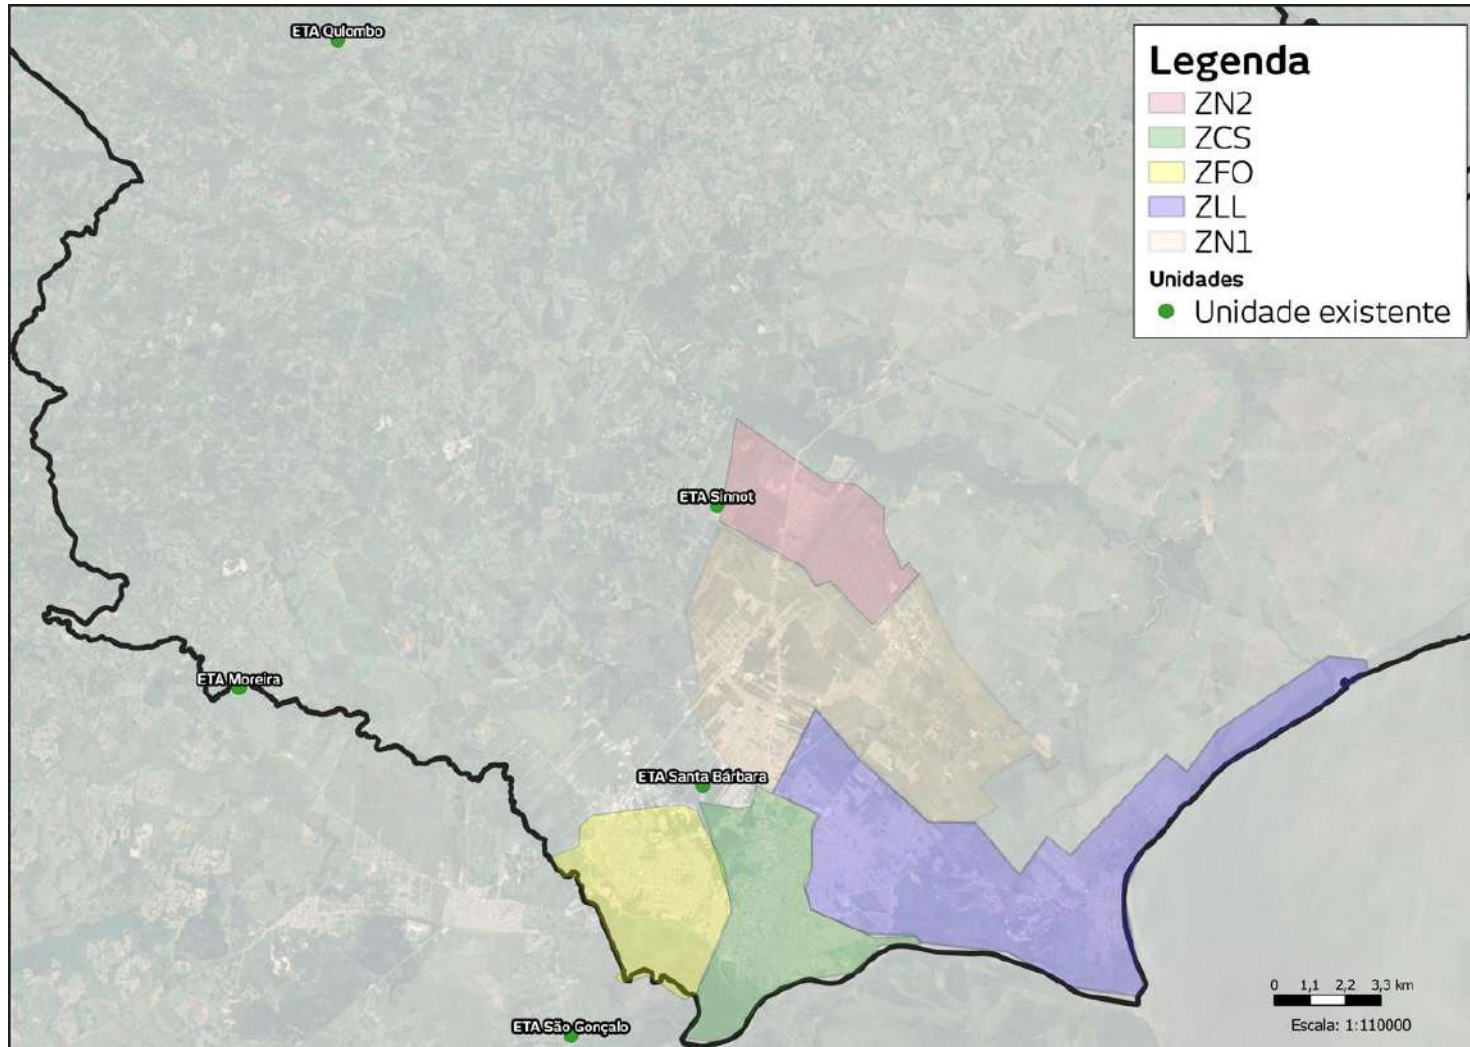 ETA Qulombo
Legenda
ZN2
ZCS
ZFO
ZLL
ZN1
Unidades
Unidade existente
ETA Sinnot
ETA Moreira
ETA Santa Bárbara
ETA São Gonçalo
0 1,1 2,2 3,3 km
Escala: 1:110000